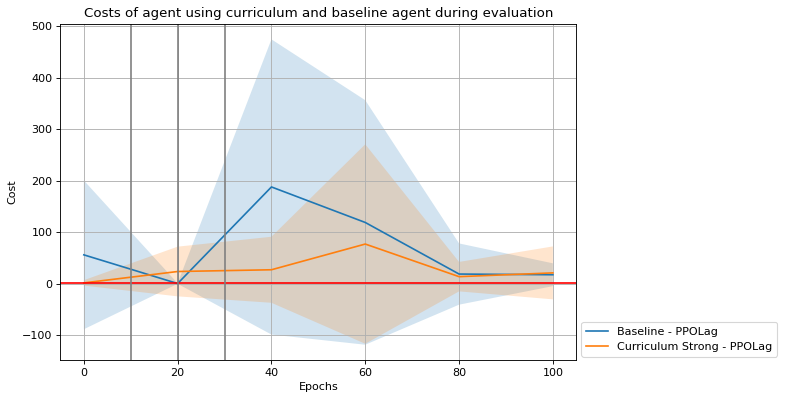 Costs of agent using curriculum and baseline agent during evaluation
500
400
300
200
100
0
−100
Cost
0 20 40 60 80 100
Epochs
Baseline - PPOLag
Curriculum Strong - PPOLag